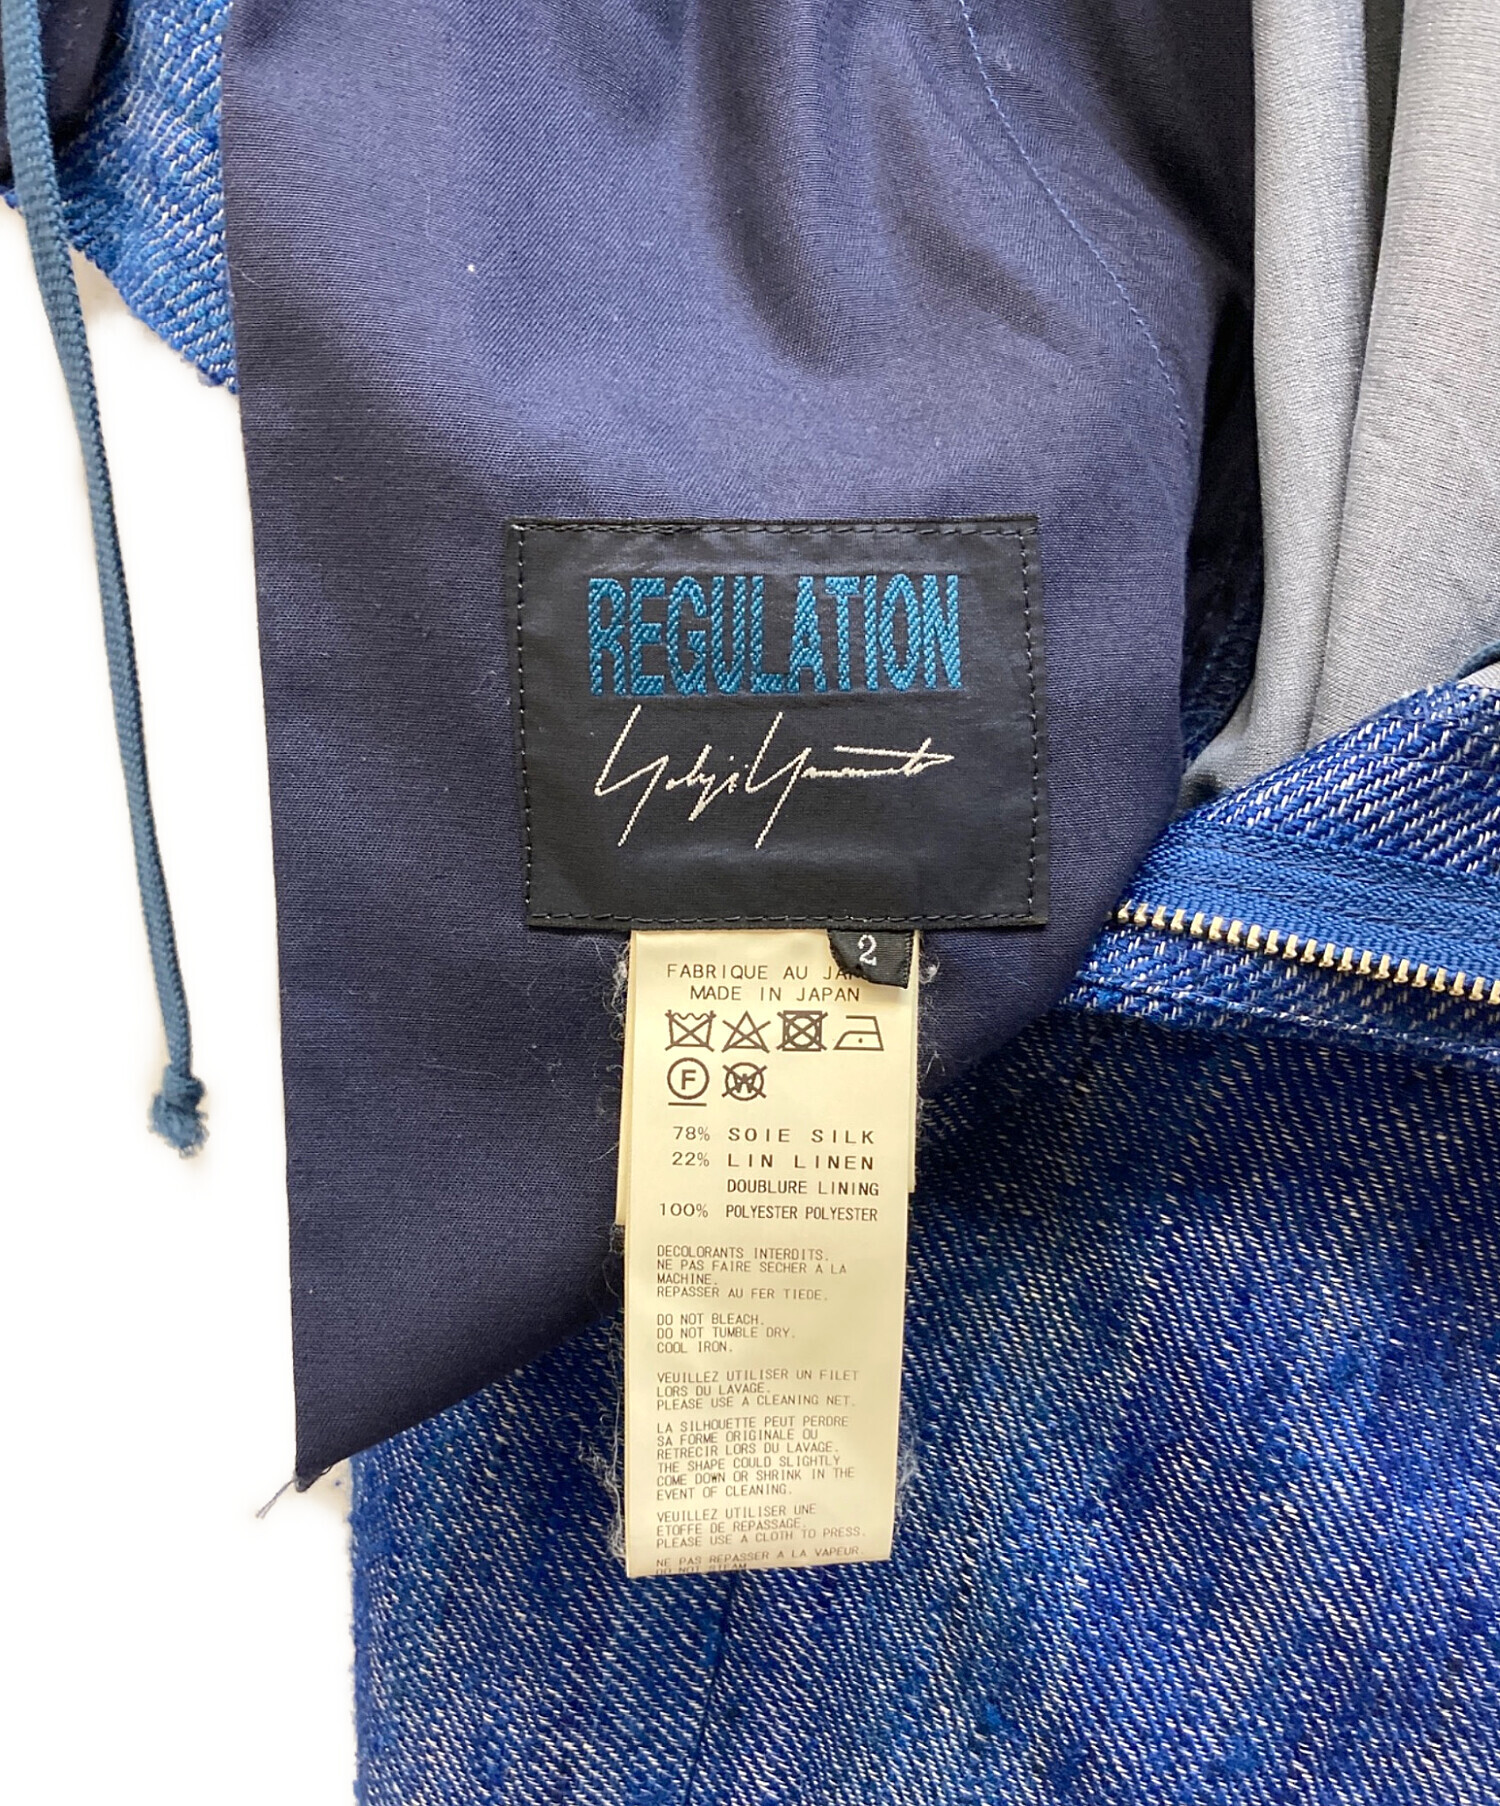 REGULATION
Yohji Yamamoto
2
FABRIQUE AU
MADE IN JAPAN
F
W
78% SOIE SILK
22% LIN LINEN
DOUBLURE LINING
100% POLYESTER POLYESTER
DECOLORANTS INTERDITS.
NE PAS FAIRE SECHER A LA
MACHINE.
REPASSER AU FER TIEDE.
DO NOT BLEACH.
DO NOT TUMBLE DRY.
COOL IRON.
VEUILLEZ UTILISER UN FILET
LORS DU LAVAGE.
PLEASE USE A CLEANING NET.
LA SILHOUETTE PEUT PERDRE
SA FORME ORIGINALE OU
RETRECIR LORS DU LAVAGE.
THE SHAPE COULD SLIGHTLY
COME DOWN OR SHRINK IN THE
EVENT OF CLEANING.
VEUILLEZ UTILISER UNE
ETOFFE DE REPASSAGE.
PLEASE USE A CLOTH TO PRESS.
NE PAS REPASSER A LA VAPEUR.
DO NOT STEAM